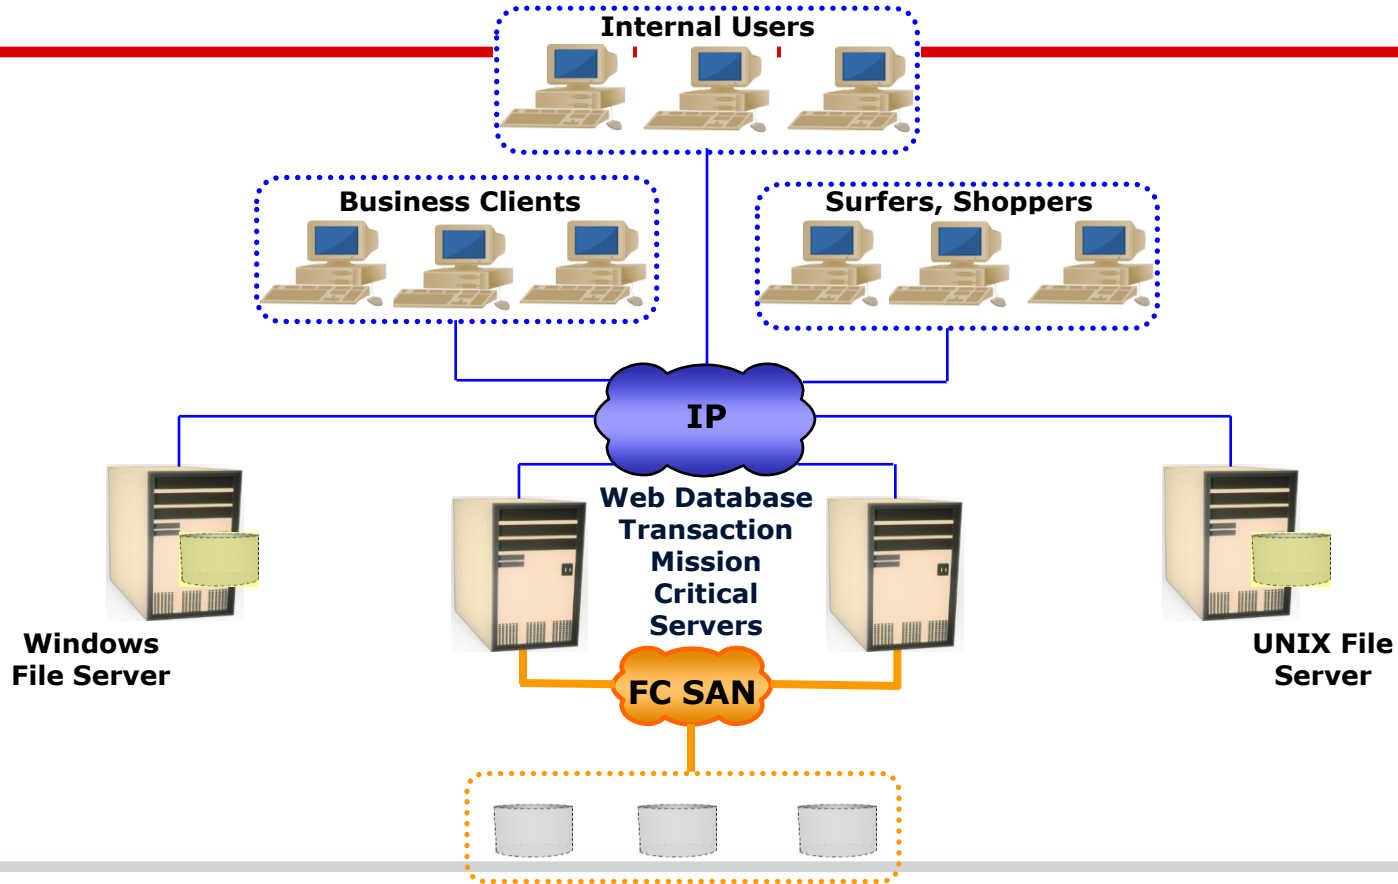 Internal Users
Business Clients
Surfers, Shoppers
IP
Web Database
Transaction
Mission
Critical
Servers
Windows
File Server
UNIX File
Server
FC SAN